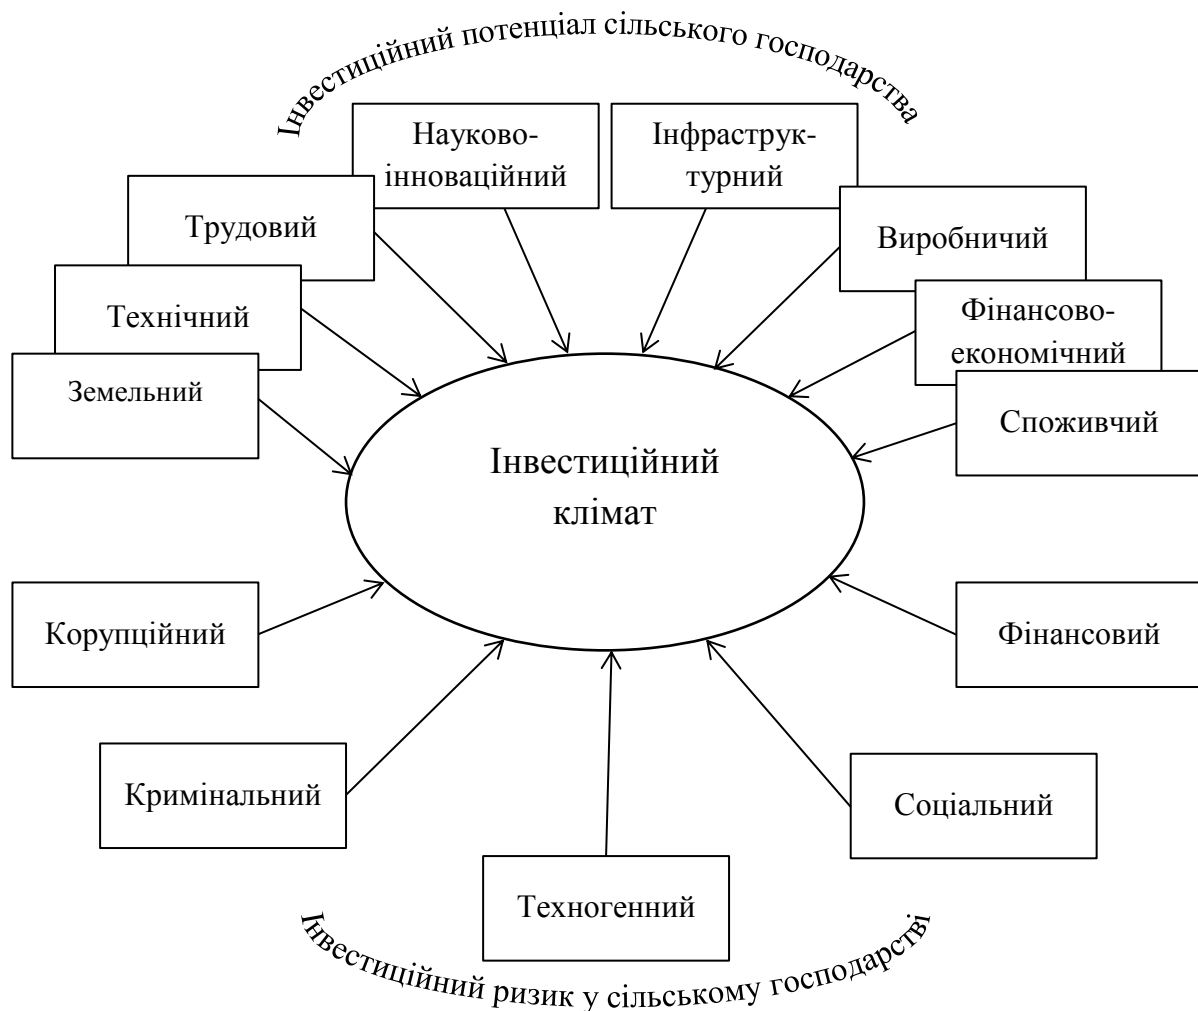 Інвестиційний потенціал сільського господарства
Науково-
інноваційний
Інфраструк-
турний
Трудовий
Виробничий
Технічний
Фінансово-
економічний
Земельний
Споживчий
Інвестиційний
клімат
Корупційний
Фінансовий
Кримінальний
Соціальний
Техногенний
Інвестиційний ризик у сільському господарстві